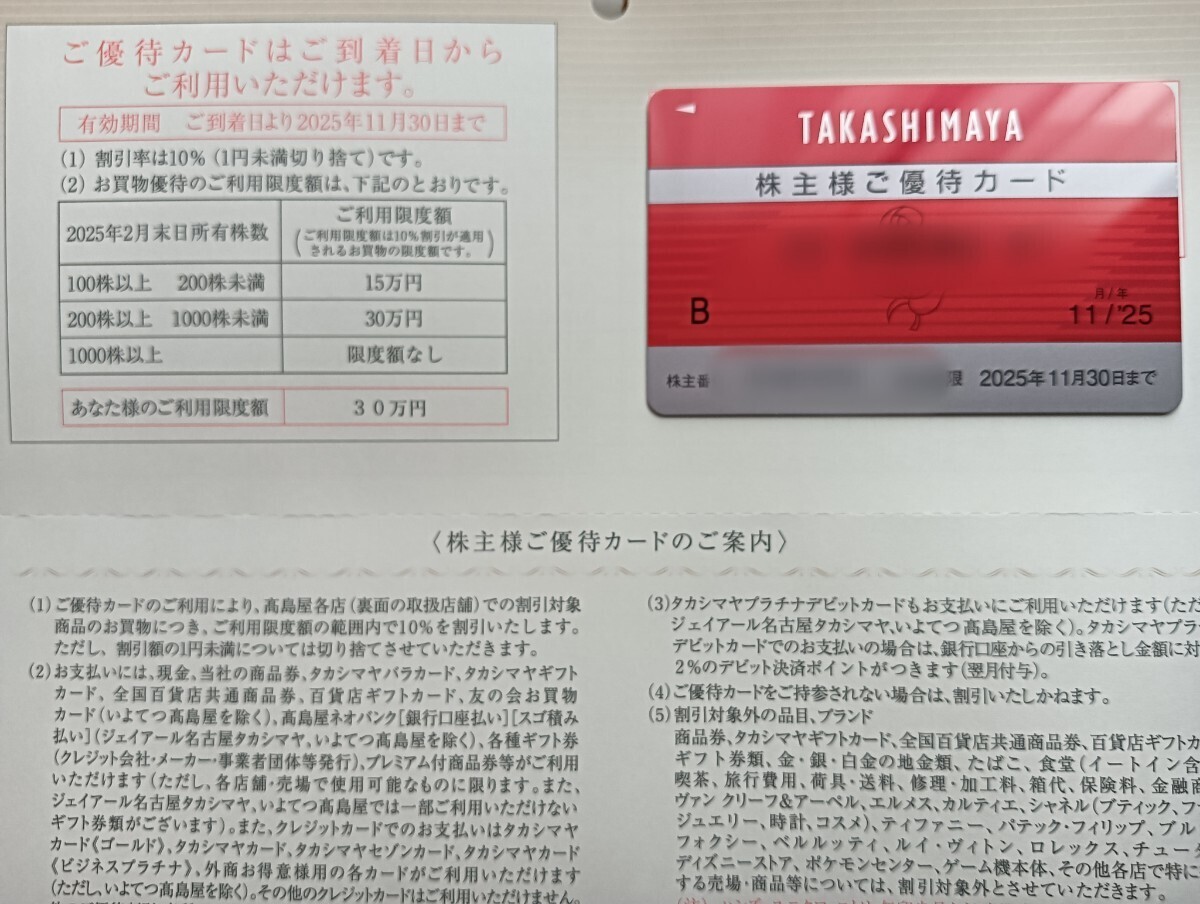 ご優待カードはご到着日から
ご利用いただけます。
有効期間 ご到着日より2025年11月30日まで
(1) 割引率は10% (1円未満切り捨て)です。
(2) お買物優待のご利用限度額は、下記のとおりです。
2025年2月末日所有株数
ご利用限度額
(ご利用限度額は10%割引が適用
されるお買物の限度額です。)
100株以上 200株未満 15万円
200株以上 1000株未満 30万円
1000株以上 限度額なし
あなた様のご利用限度額 30万円
TAKASHIMAYA
株主様ご優待カード
B
月/年
11/'25
株主番
限 2025年11月30日まで
〈株主様ご優待カードのご案内〉
(1)ご優待カードのご利用により、髙島屋各店(裏面の取扱店舗)での割引対象
商品のお買物につき、ご利用限度額の範囲内で10%を割引いたします。
ただし、割引額の1円未満については切り捨てさせていただきます。
(2)お支払いには、現金、当社の商品券、タカシマヤバラカード、タカシマヤギフト
カード、全国百貨店共通商品券、百貨店ギフトカード、友の会お買物
カード(いよてつ髙島屋を除く)、髙島屋ネオバンク[銀行口座払い][スゴ積み
払い](ジェイアール名古屋タカシマヤ、いよてつ髙島屋を除く)、各種ギフト券
(クレジット会社・メーカー・事業者団体等発行)、プレミアム付商品券等がご利用
いただけます(ただし、各店舗・売場で使用可能なものに限ります。また、
ジェイアール名古屋タカシマヤ、いよてつ髙島屋では一部ご利用いただけない
ギフト券類がございます)。また、クレジットカードでのお支払いはタカシマヤ
カード《ゴールド》、タカシマヤカード、タカシマヤセゾンカード、タカシマヤカード
《ビジネスプラチナ》、外商お得意様用の各カードがご利用いただけます
(ただし、いよてつ髙島屋を除く)。その他のクレジットカードはご利用いただけません。
(3)タカシマヤプラチナデビットカードもお支払いにご利用いただけます(ただ
ジェイアール名古屋タカシマヤ、いよてつ髙島屋を除く)。タカシマヤプラ
デビットカードでのお支払いの場合は、銀行口座からの引き落とし金額に対
2%のデビット決済ポイントがつきます(翌月付与)。
(4)ご優待カードをご持参されない場合は、割引いたしかねます。
(5)割引対象外の品目、ブランド
商品券、タカシマヤギフトカード、全国百貨店共通商品券、百貨店ギフトカ
ギフト券類、金・銀・白金の地金類、たばこ、食堂(イートイン含
喫茶、旅行費用、荷具・送料、修理・加工料、箱代、保険料、金融商
ヴァン クリーフ&アーペル、エルメス、カルティエ、シャネル(ブティック、フ
ジュエリー、時計、コスメ)、ティファニー、パテック・フィリップ、ブル
フォクシー、ベルルッティ、ルイ・ヴィトン、ロレックス、チュータ
ディズニーストア、ポケモンセンター、ゲーム機本体、その他各店で特に
する売場・商品等については、割引対象外とさせていただきます。